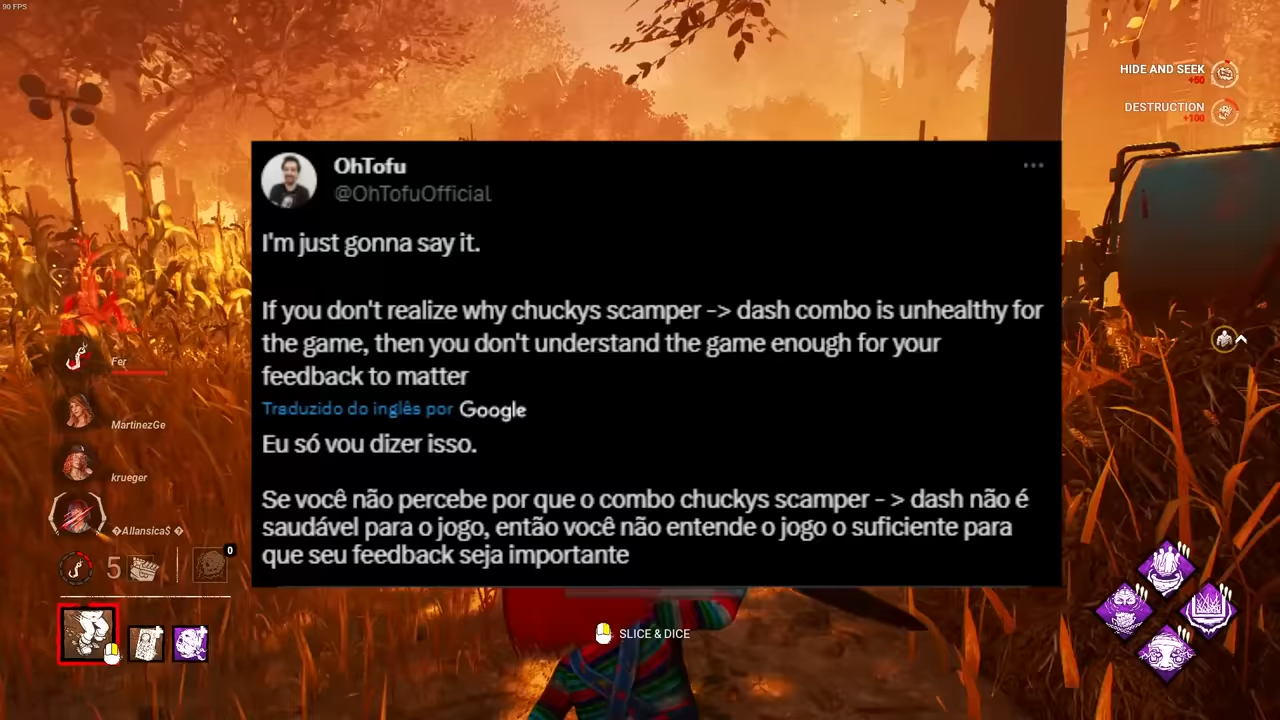 90 FPS
HIDE AND SEEK
+50
DESTRUCTION
+100
OhTofu
@OhTofuOfficial
I'm just gonna say it.
If you don't realize why chuckys scamper -> dash combo is unhealthy for
the game, then you don't understand the game enough for your
feedback to matter
Traduzido do inglês por Google
Eu só vou dizer isso.
Se você não percebe por que o combo chuckys scamper - > dash não é
saudável para o jogo, então você não entende o jogo o suficiente para
que seu feedback seja importante
Fer
MartinezGe
krueger
�Allansica$ �
5
0
SLICE & DICE